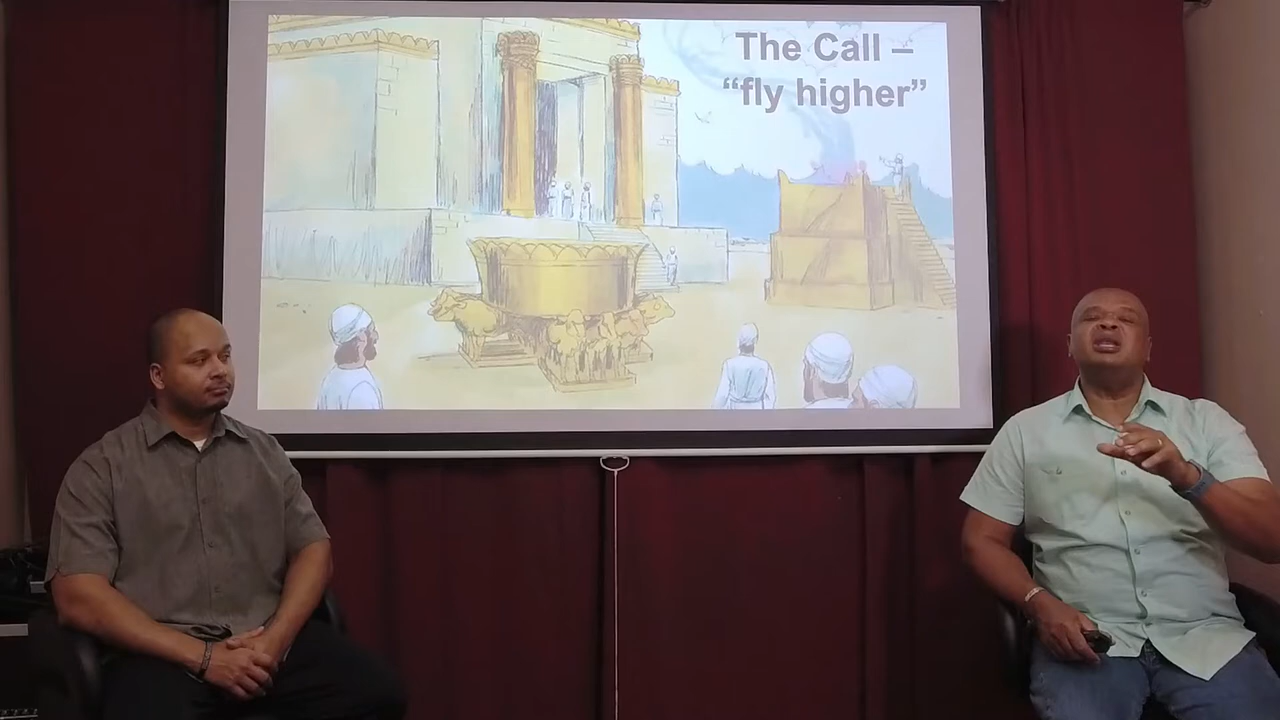 The Call –
“fly higher”